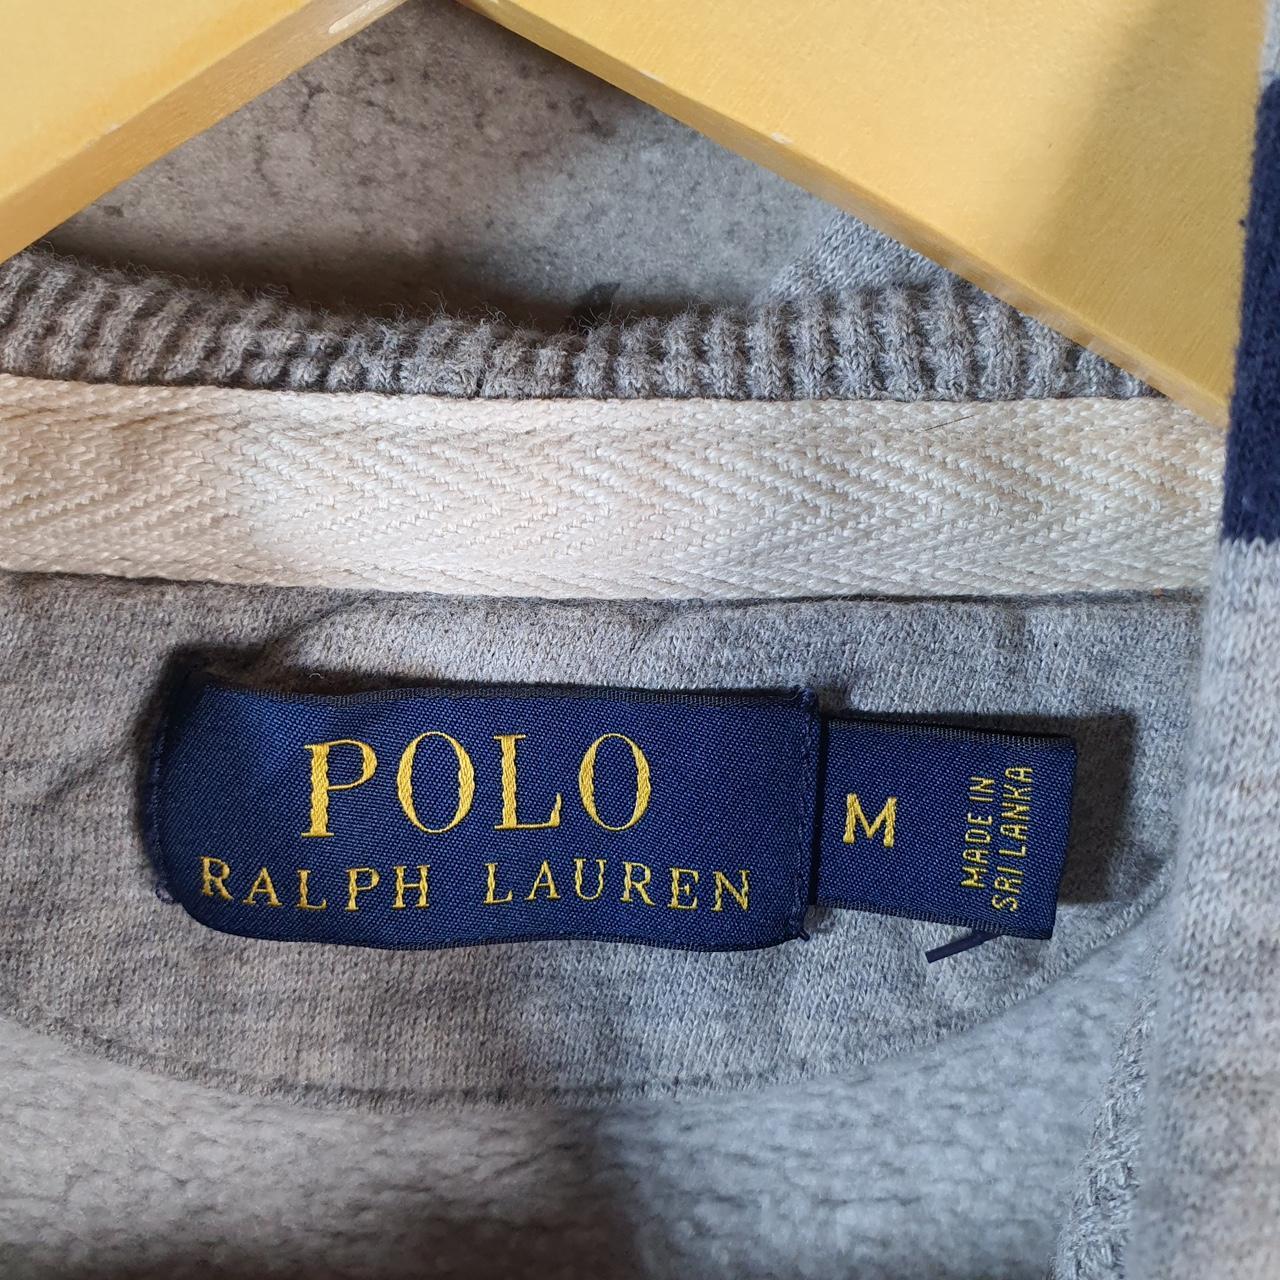 POLO
RALPH LAUREN
M
MADE IN
SRI LANKA